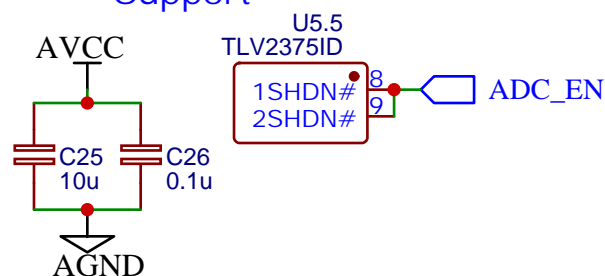 Support
U5.5
TLV2375ID
AVCC
1SHDN# 8
2SHDN# 9
ADC_EN
C25
10u
C26
0.1u
AGND